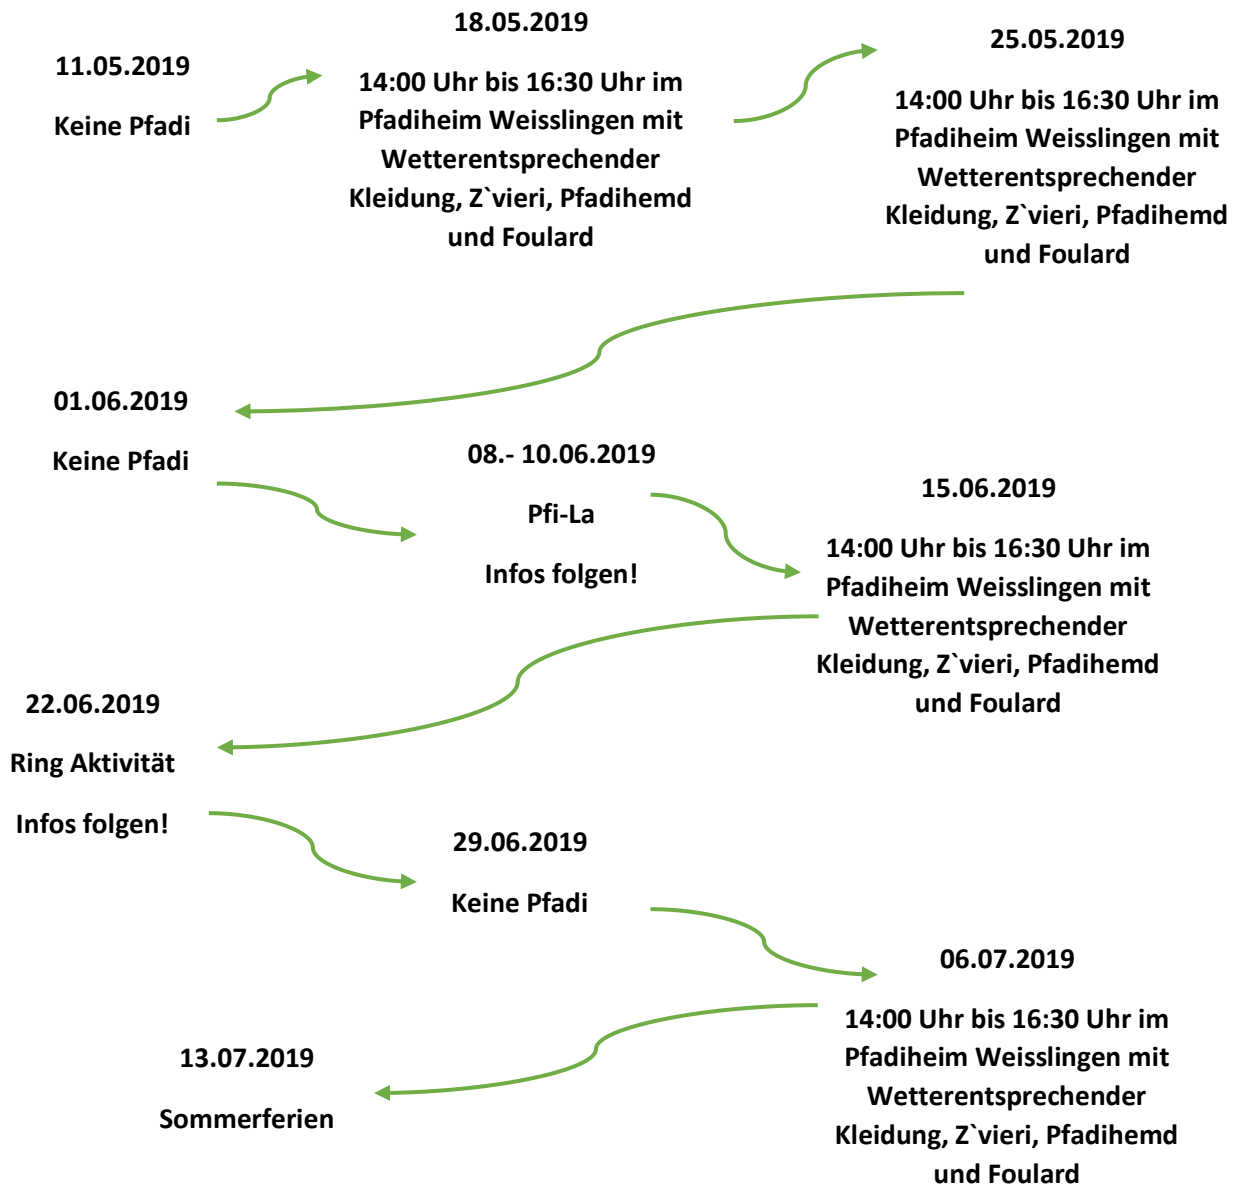 11.05.2019
Keine Pfadi
18.05.2019
14:00 Uhr bis 16:30 Uhr im
Pfadiheim Weisslingen mit
Wetterentsprechender
Kleidung, Z`vieri, Pfadihemd
und Foulard
25.05.2019
14:00 Uhr bis 16:30 Uhr im
Pfadiheim Weisslingen mit
Wetterentsprechender
Kleidung, Z`vieri, Pfadihemd
und Foulard
01.06.2019
Keine Pfadi
08.- 10.06.2019
Pfi-La
Infos folgen!
15.06.2019
14:00 Uhr bis 16:30 Uhr im
Pfadiheim Weisslingen mit
Wetterentsprechender
Kleidung, Z`vieri, Pfadihemd
und Foulard
22.06.2019
Ring Aktivität
Infos folgen!
29.06.2019
Keine Pfadi
06.07.2019
14:00 Uhr bis 16:30 Uhr im
Pfadiheim Weisslingen mit
Wetterentsprechender
Kleidung, Z`vieri, Pfadihemd
und Foulard
13.07.2019
Sommerferien